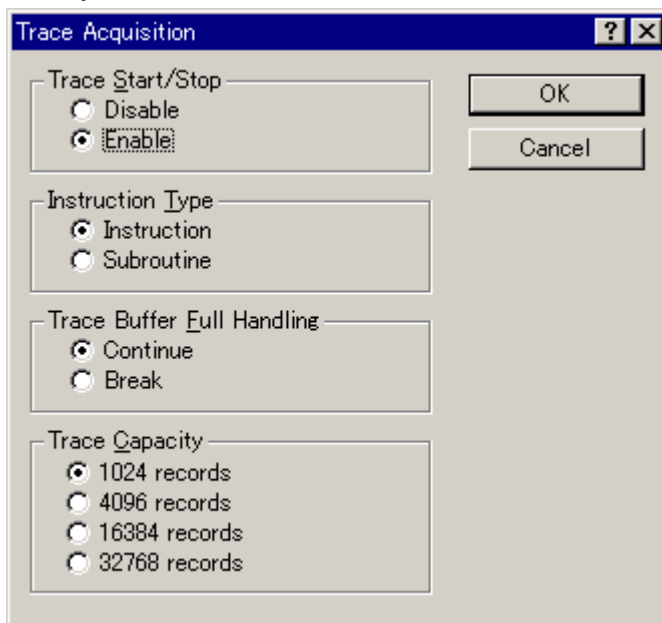 Trace Acquisition
Trace Start/Stop
Disable
Enable
OK
Cancel
Instruction Type
Instruction
Subroutine
Trace Buffer Full Handling
Continue
Break
Trace Capacity
1024 records
4096 records
16384 records
32768 records